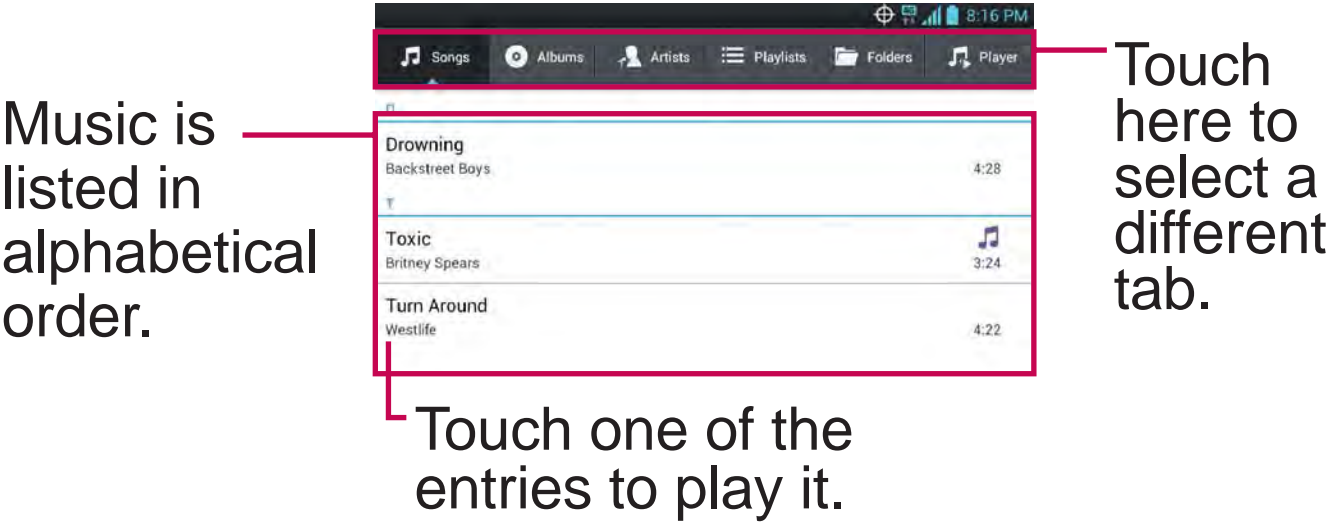 8:16 PM
Songs Albums Artists Playlists Folders Player
Touch
here to
select a
different
tab.
Music is
listed in
alphabetical
order.
Drowning
Backstreet Boys 4:28
T
Toxic
Britney Spears 3:24
Turn Around
Westlife 4:22
Touch one of the
entries to play it.